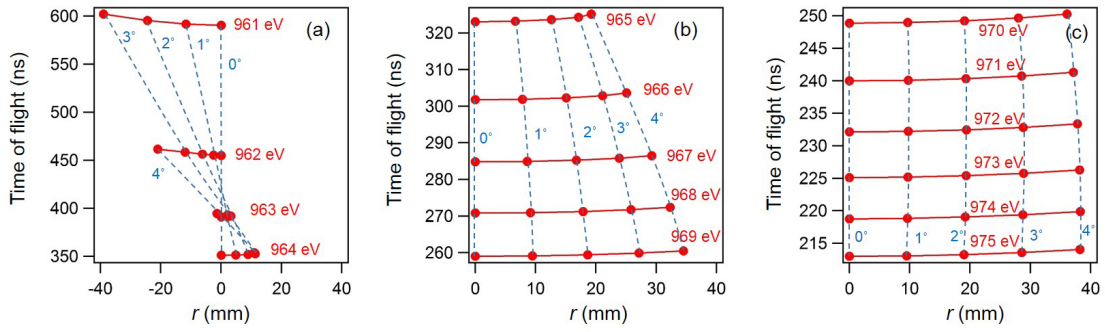 Time of flight (ns)
600
550
500
450
400
350
-40
-20
0
20
40
r (mm)
(a)
961 eV
962 eV
963 eV
964 eV
3°
2°
1°
0°
4°
Time of flight (ns)
320
310
300
290
280
270
260
0
10
20
30
40
r (mm)
(b)
965 eV
966 eV
967 eV
968 eV
969 eV
0°
1°
2°
3°
4°
Time of flight (ns)
250
245
240
235
230
225
220
215
0
10
20
30
40
r (mm)
(c)
970 eV
971 eV
972 eV
973 eV
974 eV
975 eV
0°
1°
2°
3°
4°